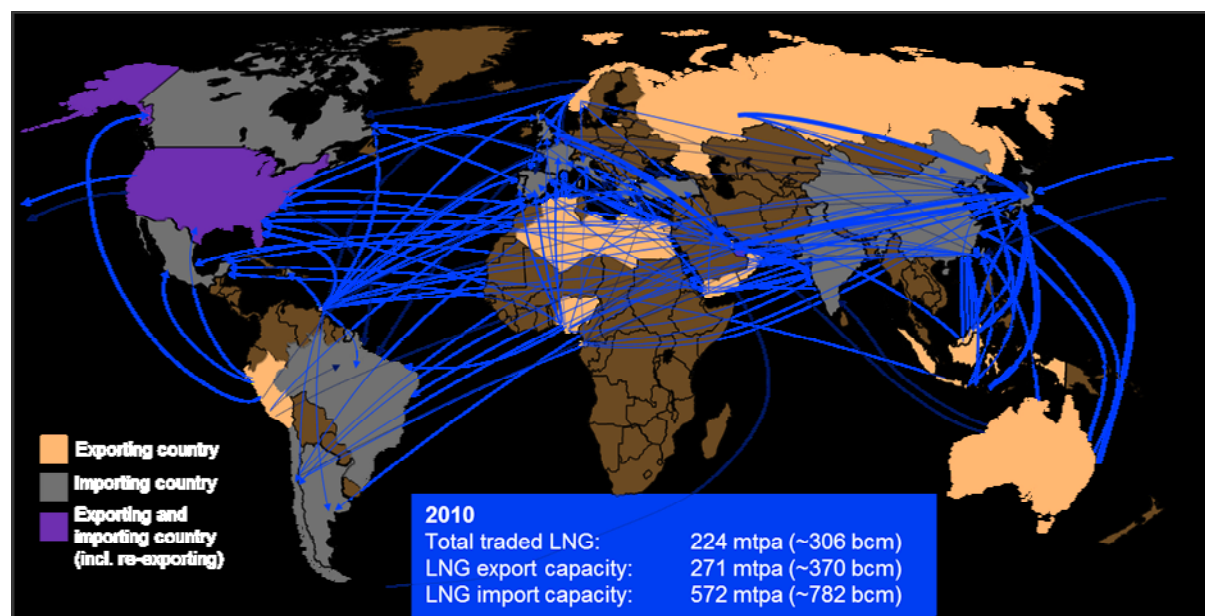 Exporting country
Importing country
Exporting and
importing country
(incl. re-exporting)
2010
Total traded LNG: 224 mtpa (~306 bcm)
LNG export capacity: 271 mtpa (~370 bcm)
LNG import capacity: 572 mtpa (~782 bcm)